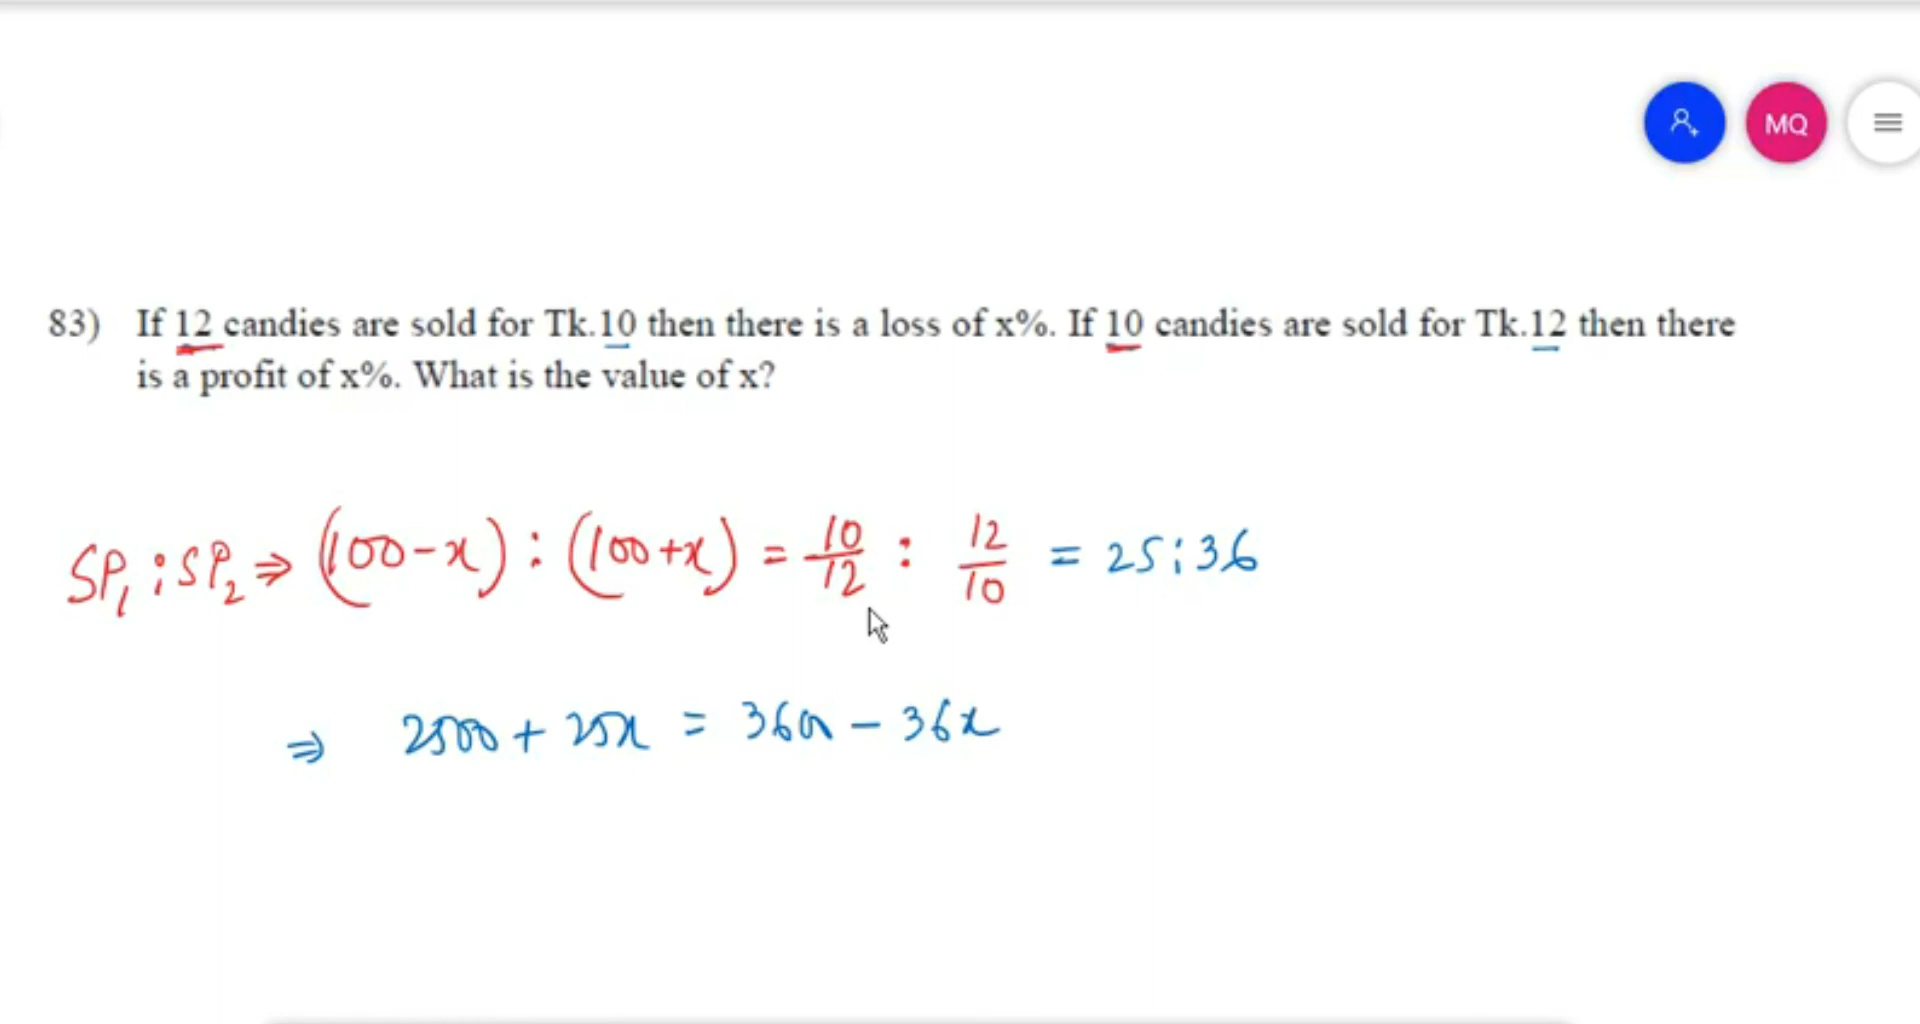 MQ
83) If 12 candies are sold for Tk.10 then there is a loss of x%. If 10 candies are sold for Tk.12 then there
is a profit of x%. What is the value of x?
SP₁ : SP₂ ⇒ (100-x) : (100+x) = 10/12 : 12/10 = 25:36
⇒ 2500 + 25x = 3600 - 36x